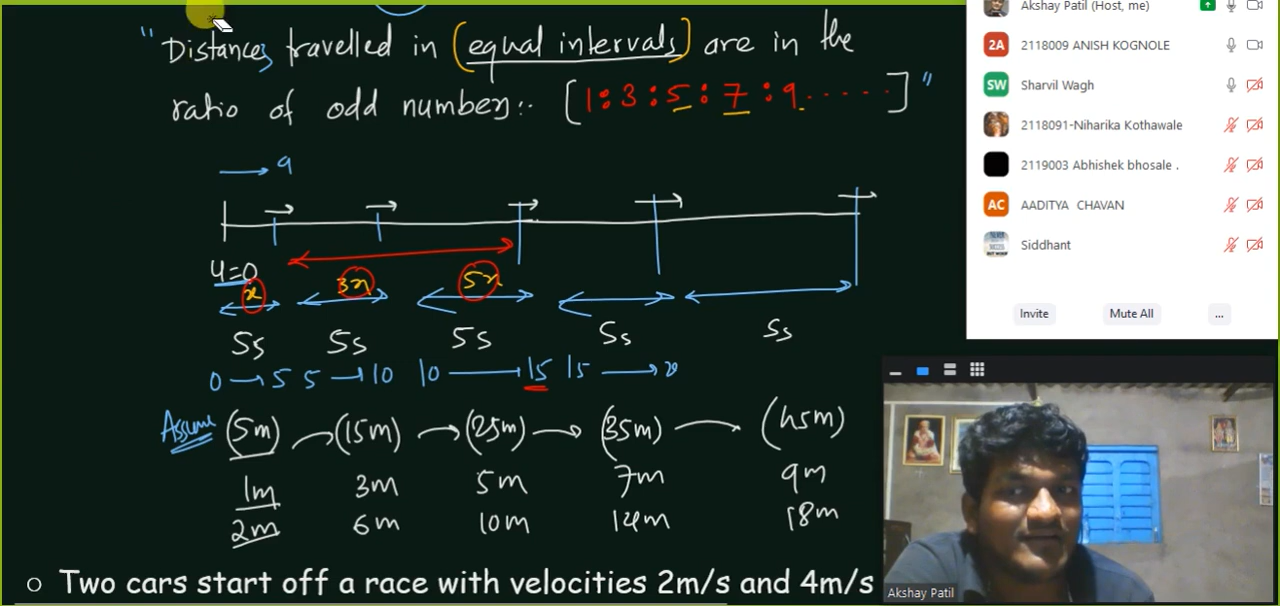 "Distances travelled in (equal intervals) are in the
ratio of odd numbers:- [1:3:5:7:9.....]"
a
u=0
x 3x 5x
5s 5s 5s 5s 5s
0→5 5→10 10→15 15→20
Assume (5m) → (15m) → (25m) → (35m) → (45m)
1m 3m 5m 7m 9m
2m 6m 10m 14m 18m
○ Two cars start off a race with velocities 2m/s and 4m/s
Akshay Patil (Host, me)
2A 2118009 ANISH KOGNOLE
SW Sharvil Wagh
2118091-Niharika Kothawale
2119003 Abhishek bhosale .
AC AADITYA CHAVAN
Siddhant
Invite Mute All ...
Akshay Patil